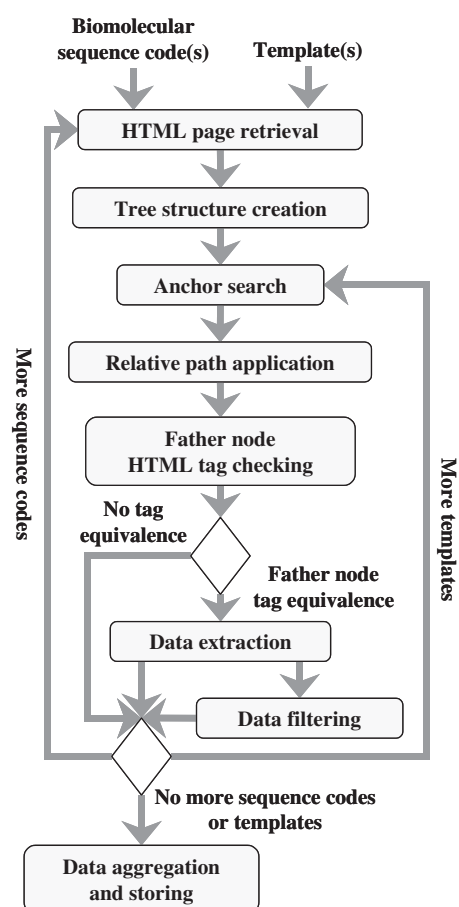 Biomolecular
sequence code(s)
Template(s)
HTML page retrieval
Tree structure creation
Anchor search
Relative path application
Father node
HTML tag checking
No tag
equivalence
Father node
tag equivalence
Data extraction
Data filtering
More sequence codes
More templates
No more sequence codes
or templates
Data aggregation
and storing